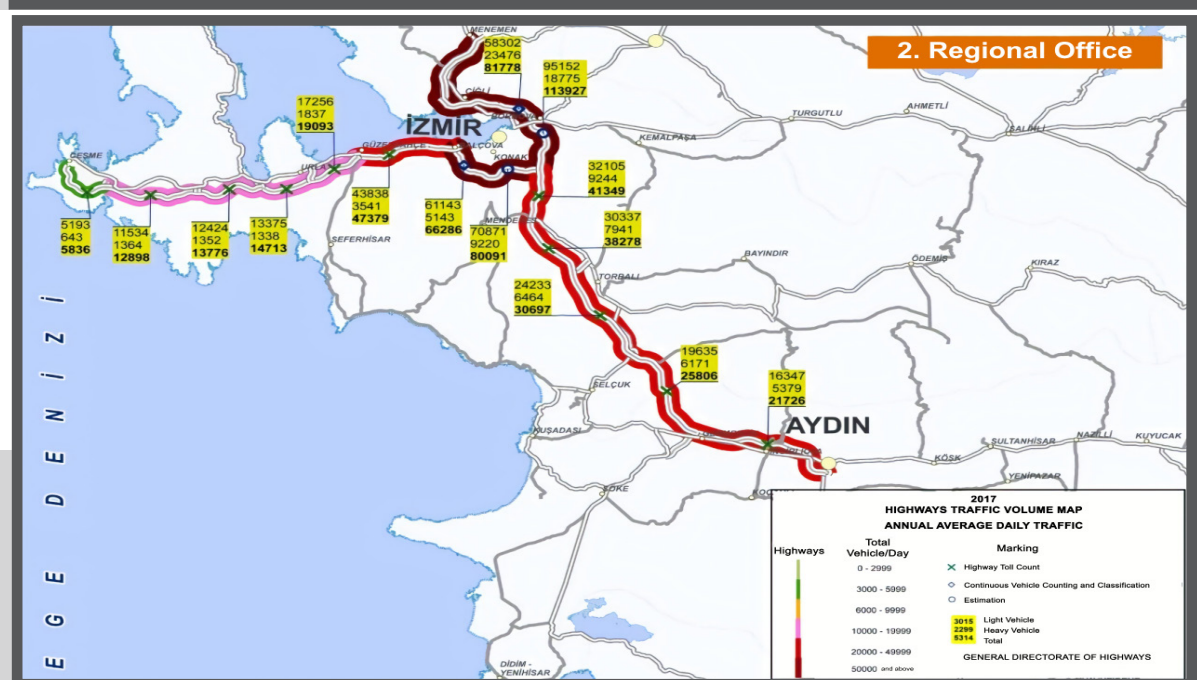 2. Regional Office
MENEMEN
58302
23476
81778
95152
18775
113927
ÇİĞLİ
17256
1837
19093
İZMİR
TURGUTLU
AHMETLİ
SALİHLİ
KEMALPAŞA
BALÇOVA
KONAK
ÇEŞME
URLA
32105
9244
41349
43838
3541
47379
61143
5143
66286
70871
9220
80091
30337
7941
38278
5193
643
5836
11534
1364
12898
12424
1352
13776
13375
1338
14713
SEFERHİSAR
BAYINDIR
ÖDEMİŞ
KIRAZ
TORBALI
24233
6464
30697
19635
6171
25806
16347
5379
21726
SELÇUK
AYDIN
KUŞADASI
SULTANHİSAR
NAZİLLİ
KUYUCAK
KÖŞK
YENİPAZAR
SÖKE
EGE DENİZİ
DİDİM -
YENİHİSAR
2017
HIGHWAYS TRAFFIC VOLUME MAP
ANNUAL AVERAGE DAILY TRAFFIC
Highways
Total
Vehicle/Day
Marking
0 - 2999
3000 - 5999
6000 - 9999
10000 - 19999
20000 - 49999
50000 and above
Highway Toll Count
Continuous Vehicle Counting and Classification
Estimation
3015 Light Vehicle
2299 Heavy Vehicle
5314 Total
GENERAL DIRECTORATE OF HIGHWAYS